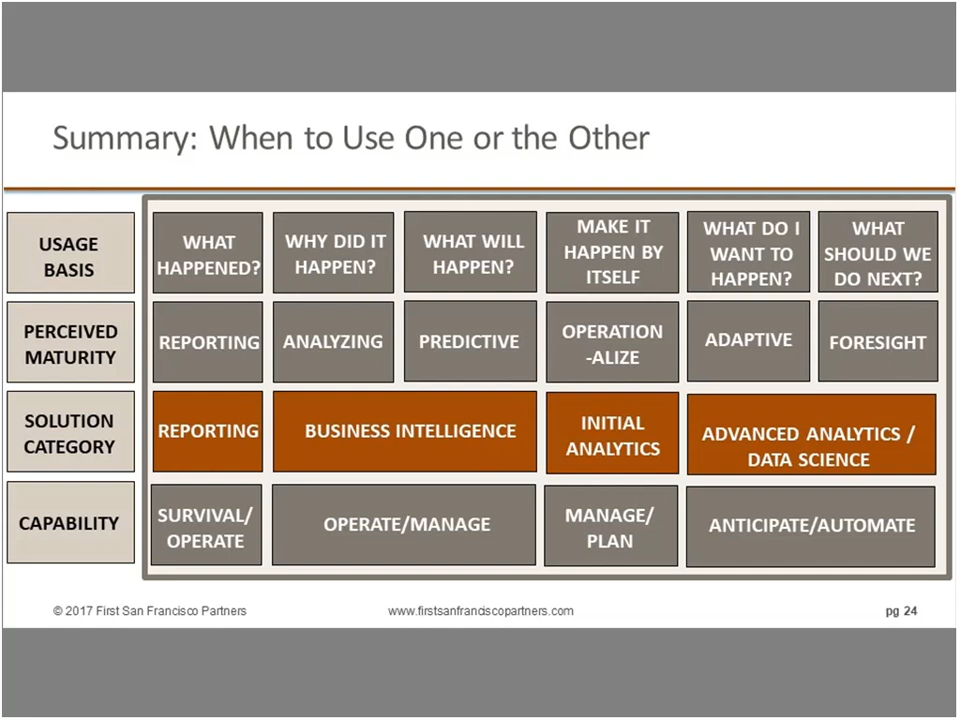 Summary: When to Use One or the Other
USAGE
BASIS
WHAT
HAPPENED?
WHY DID IT
HAPPEN?
WHAT WILL
HAPPEN?
MAKE IT
HAPPEN BY
ITSELF
WHAT DO I
WANT TO
HAPPEN?
WHAT
SHOULD WE
DO NEXT?
PERCEIVED
MATURITY
REPORTING
ANALYZING
PREDICTIVE
OPERATION
-ALIZE
ADAPTIVE
FORESIGHT
SOLUTION
CATEGORY
REPORTING
BUSINESS INTELLIGENCE
INITIAL
ANALYTICS
ADVANCED ANALYTICS /
DATA SCIENCE
CAPABILITY
SURVIVAL/
OPERATE
OPERATE/MANAGE
MANAGE/
PLAN
ANTICIPATE/AUTOMATE
© 2017 First San Francisco Partners
www.firstsanfranciscopartners.com
pg 24